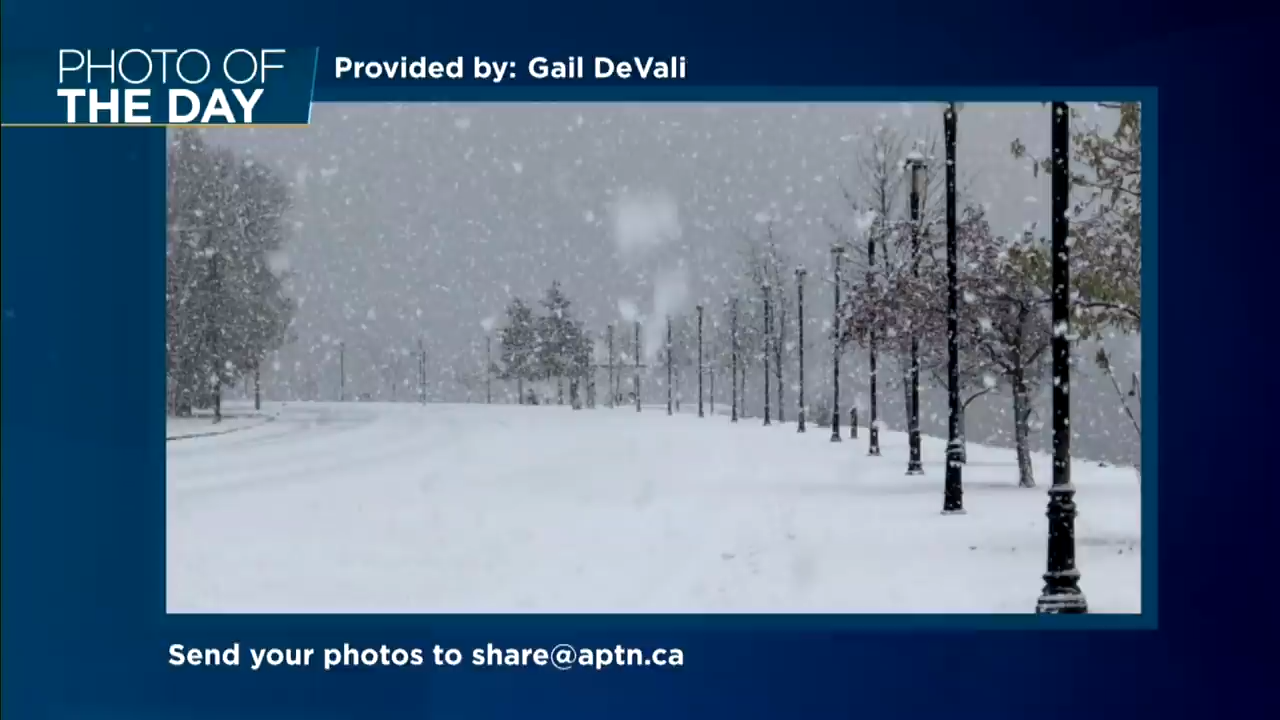 PHOTO OF
THE DAY
Provided by: Gail DeVali
Send your photos to share@aptn.ca